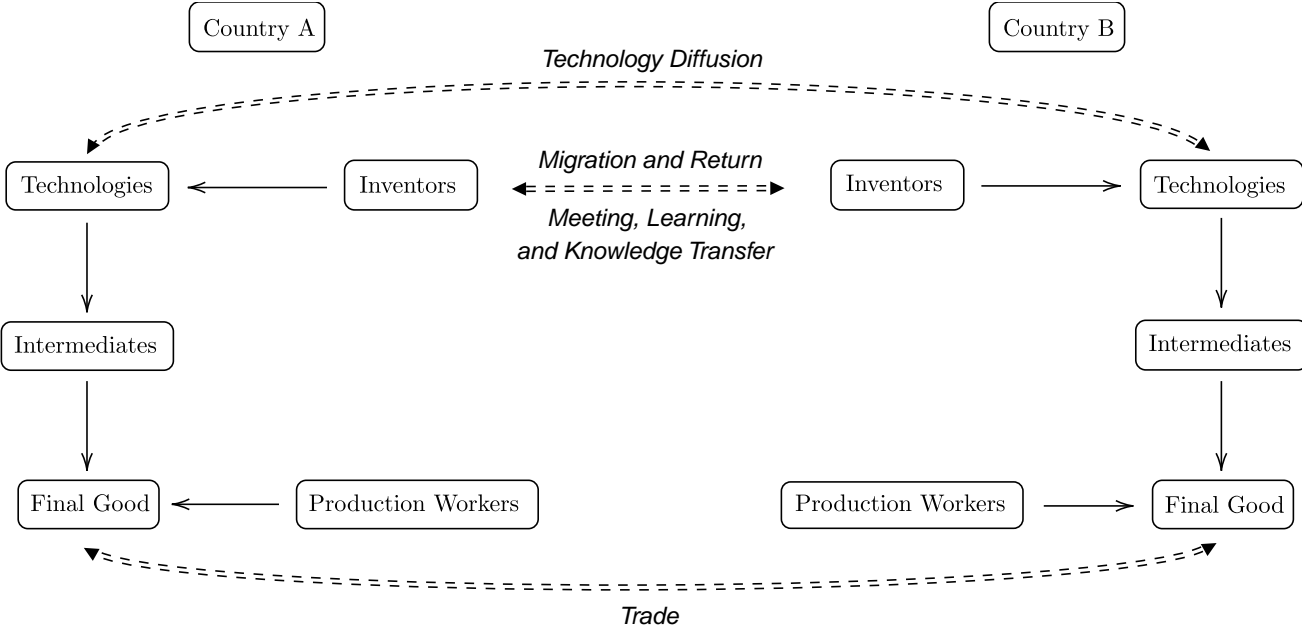 Country A
Country B
Technology Diffusion
Technologies
Inventors
Migration and Return
Inventors
Technologies
Meeting, Learning,
and Knowledge Transfer
Intermediates
Intermediates
Final Good
Production Workers
Production Workers
Final Good
Trade